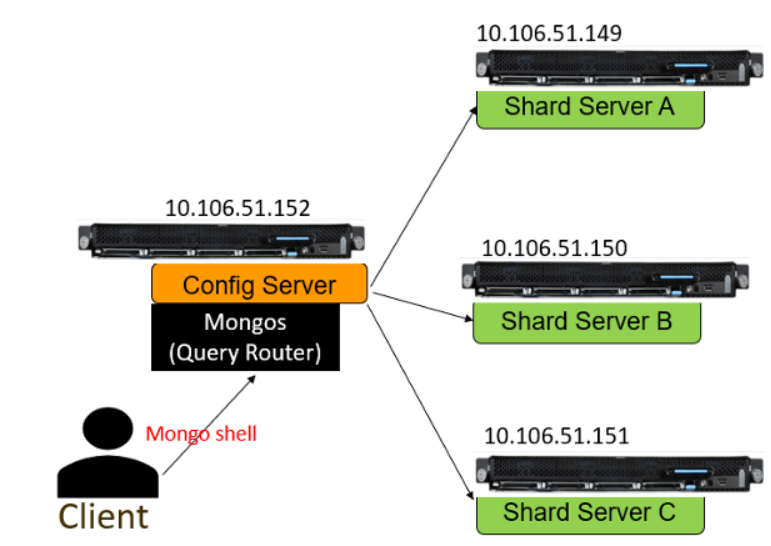 10.106.51.149
Shard Server A
10.106.51.152
Config Server
Mongos
(Query Router)
10.106.51.150
Shard Server B
Mongo shell
Client
10.106.51.151
Shard Server C